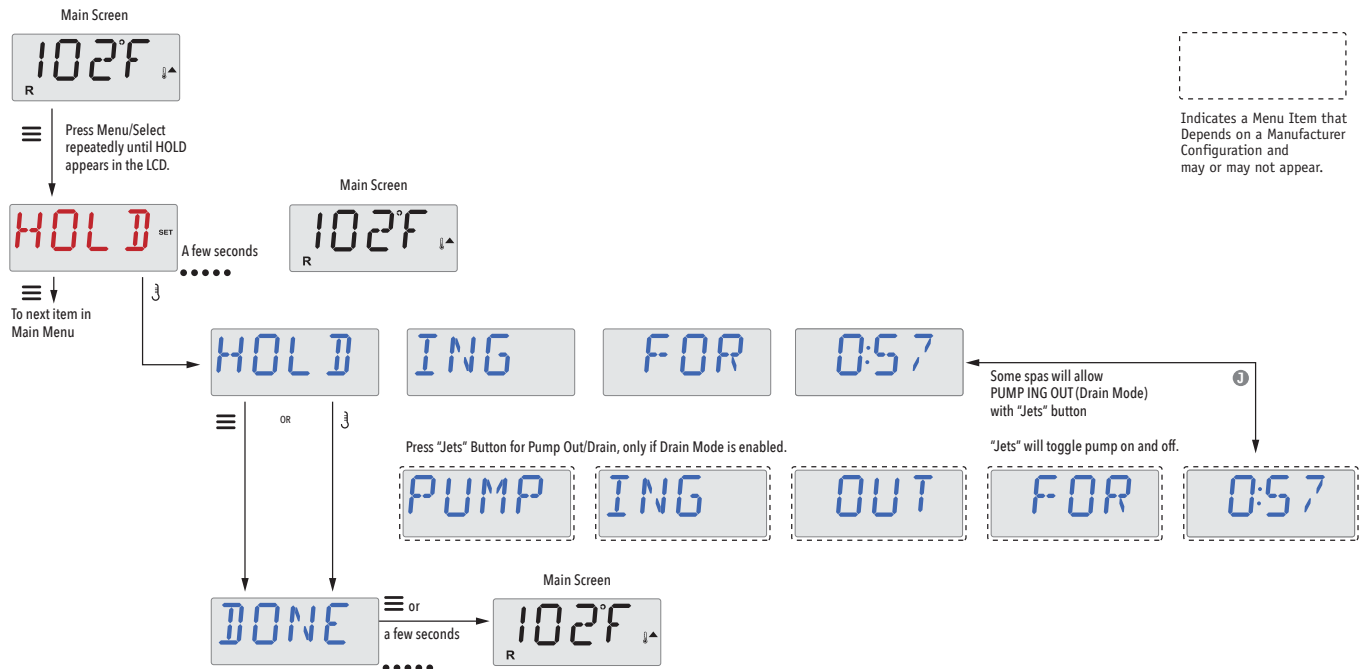 Main Screen
102°F
R
Press Menu/Select
repeatedly until HOLD
appears in the LCD.
Indicates a Menu Item that
Depends on a Manufacturer
Configuration and
may or may not appear.
Main Screen
HOLD SET
A few seconds
102°F
R
To next item in
Main Menu
HOLD ING FOR 0:57
Some spas will allow
PUMP ING OUT (Drain Mode)
with "Jets" button
J
OR
Press "Jets" Button for Pump Out/Drain, only if Drain Mode is enabled.
"Jets" will toggle pump on and off.
PUMP ING OUT FOR 0:57
Main Screen
DONE
or
a few seconds
102°F
R